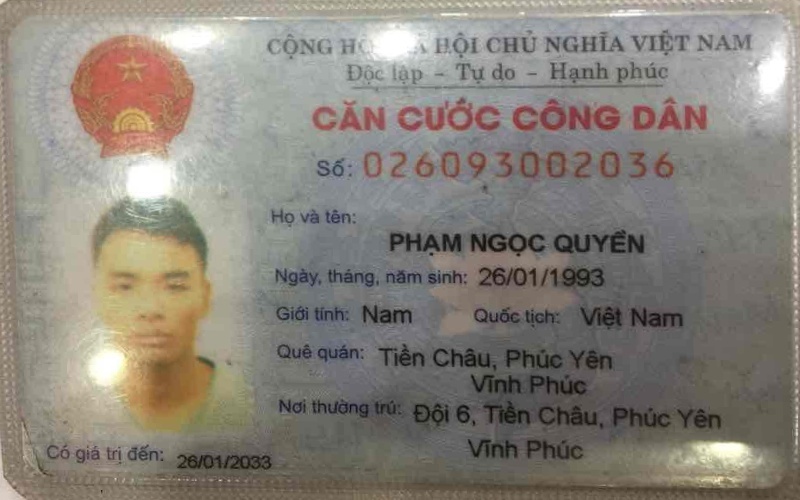 CỘNG HÒA XÃ HỘI CHỦ NGHĨA VIỆT NAM
Độc lập - Tự do - Hạnh phúc
CĂN CƯỚC CÔNG DÂN
Số: 026093002036
Họ và tên:
PHẠM NGỌC QUYỀN
Ngày, tháng, năm sinh: 26/01/1993
Giới tính: Nam Quốc tịch: Việt Nam
Quê quán: Tiền Châu, Phúc Yên
Vĩnh Phúc
Nơi thường trú: Đội 6, Tiền Châu, Phúc Yên
Vĩnh Phúc
Có giá trị đến: 26/01/2033